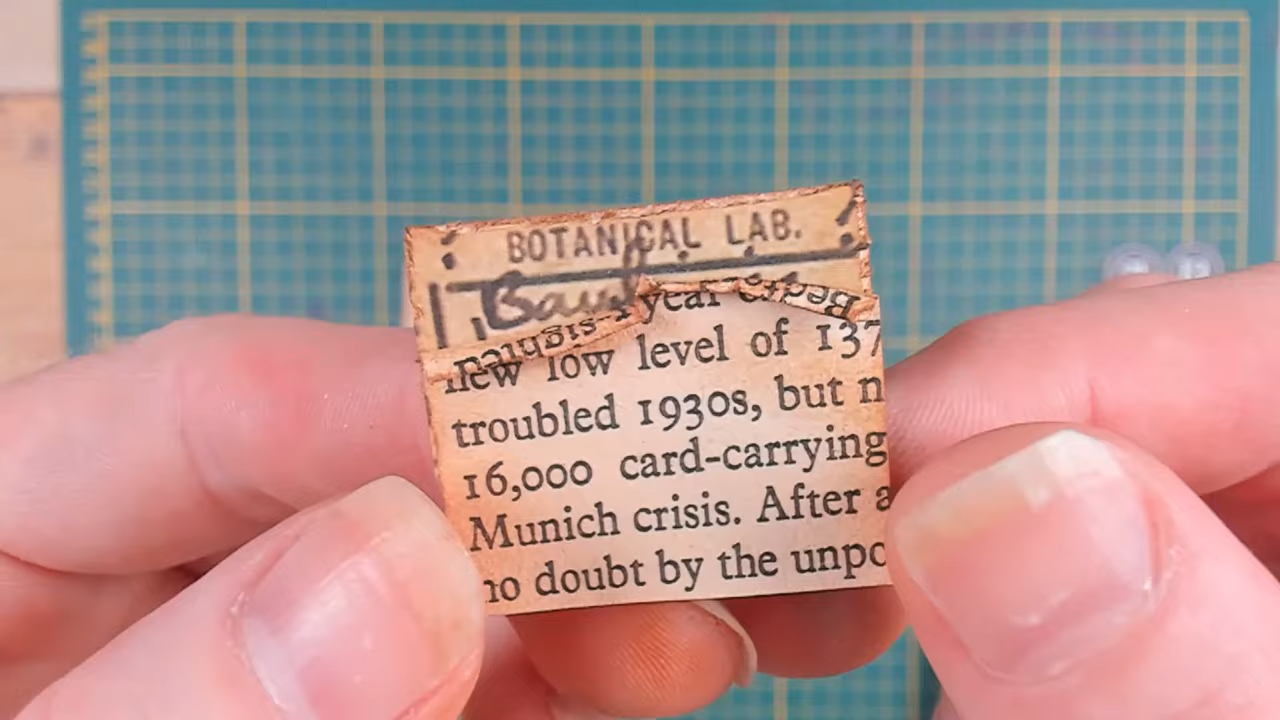 BOTANICAL LAB.
year
new low level of 137
troubled 1930s, but n
16,000 card-carrying
Munich crisis. After a
no doubt by the unpo